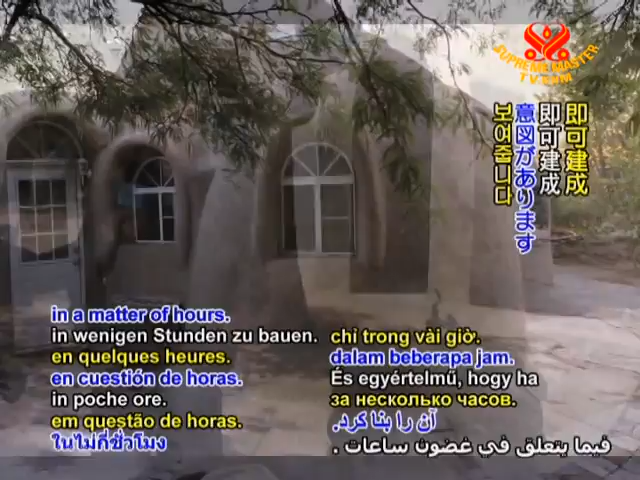 SUPREME MASTER
TV.COM
即可建成
即可建成
意図があります
보여줍니다
in a matter of hours.
in wenigen Stunden zu bauen.
en quelques heures.
en cuestión de horas.
in poche ore.
em questão de horas.
ในไม่กี่ชั่วโมง
chỉ trong vài giờ.
dalam beberapa jam.
És egyértelmű, hogy ha
за несколько часов.
آن را بنا کرد.
فيما يتعلق في غضون ساعات .